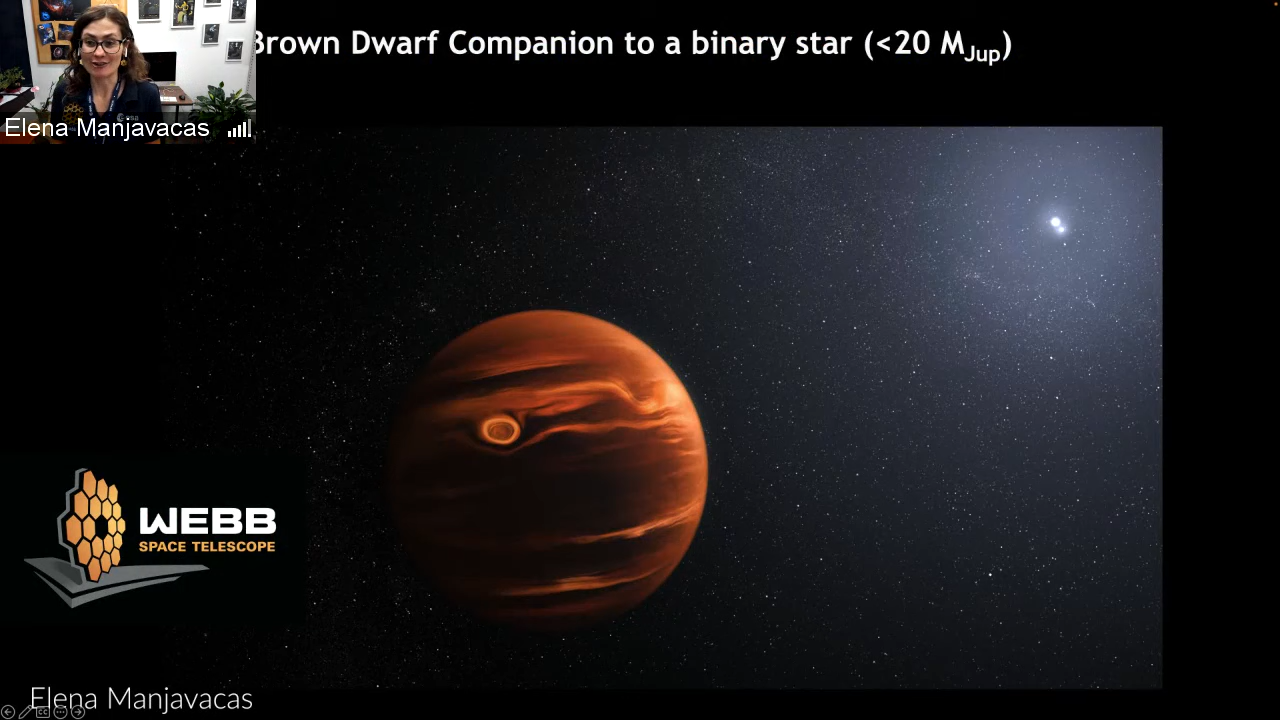 Brown Dwarf Companion to a binary star (<20 MJup)
Elena Manjavacas
WEBB
SPACE TELESCOPE
Elena Manjavacas